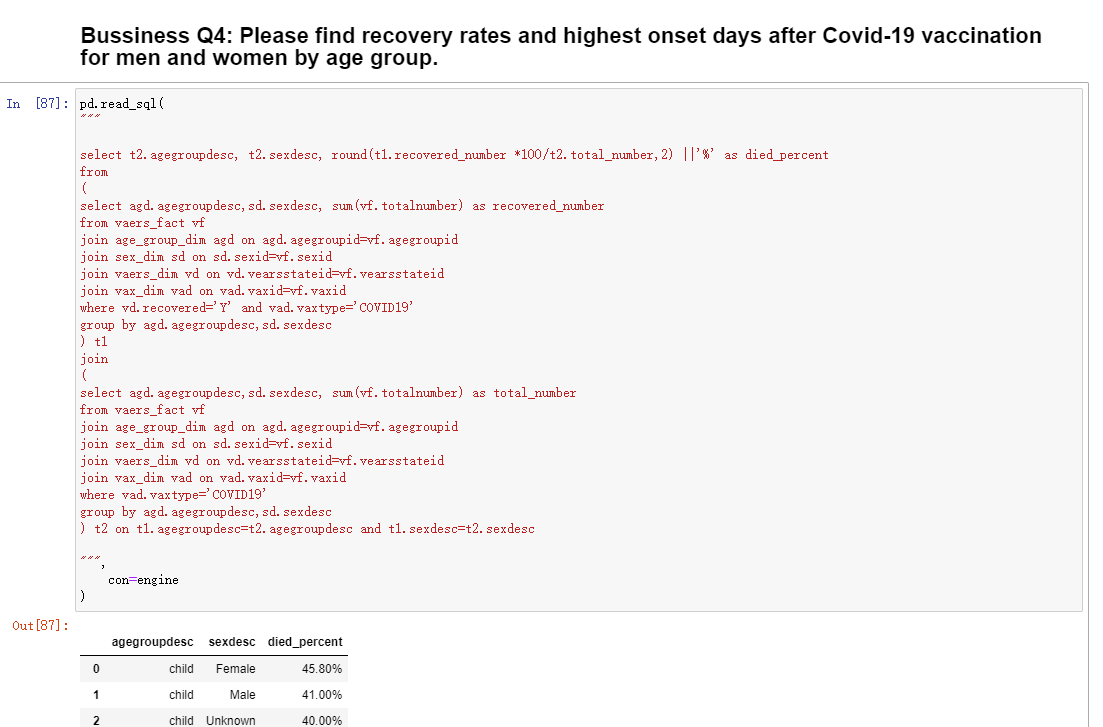 Bussiness Q4: Please find recovery rates and highest onset days after Covid-19 vaccination
for men and women by age group.
In [87]: pd.read_sql(
"""
select t2.agegroupdesc, t2.sexdesc, round(t1.recovered_number *100/t2.total_number,2) ||'%' as died_percent
from
(
select agd.agegroupdesc,sd.sexdesc, sum(vf.totalnumber) as recovered_number
from vaers_fact vf
join age_group_dim agd on agd.agegroupid=vf.agegroupid
join sex_dim sd on sd.sexid=vf.sexid
join vaers_dim vd on vd.vearsstateid=vf.vearsstateid
join vax_dim vad on vad.vaxid=vf.vaxid
where vd.recovered='Y' and vad.vaxtype='COVID19'
group by agd.agegroupdesc,sd.sexdesc
) t1
join
(
select agd.agegroupdesc,sd.sexdesc, sum(vf.totalnumber) as total_number
from vaers_fact vf
join age_group_dim agd on agd.agegroupid=vf.agegroupid
join sex_dim sd on sd.sexid=vf.sexid
join vaers_dim vd on vd.vearsstateid=vf.vearsstateid
join vax_dim vad on vad.vaxid=vf.vaxid
where vad.vaxtype='COVID19'
group by agd.agegroupdesc,sd.sexdesc
) t2 on t1.agegroupdesc=t2.agegroupdesc and t1.sexdesc=t2.sexdesc
""",
con=engine
)
Out[87]:
agegroupdesc sexdesc died_percent
0 child Female 45.80%
1 child Male 41.00%
2 child Unknown 40.00%